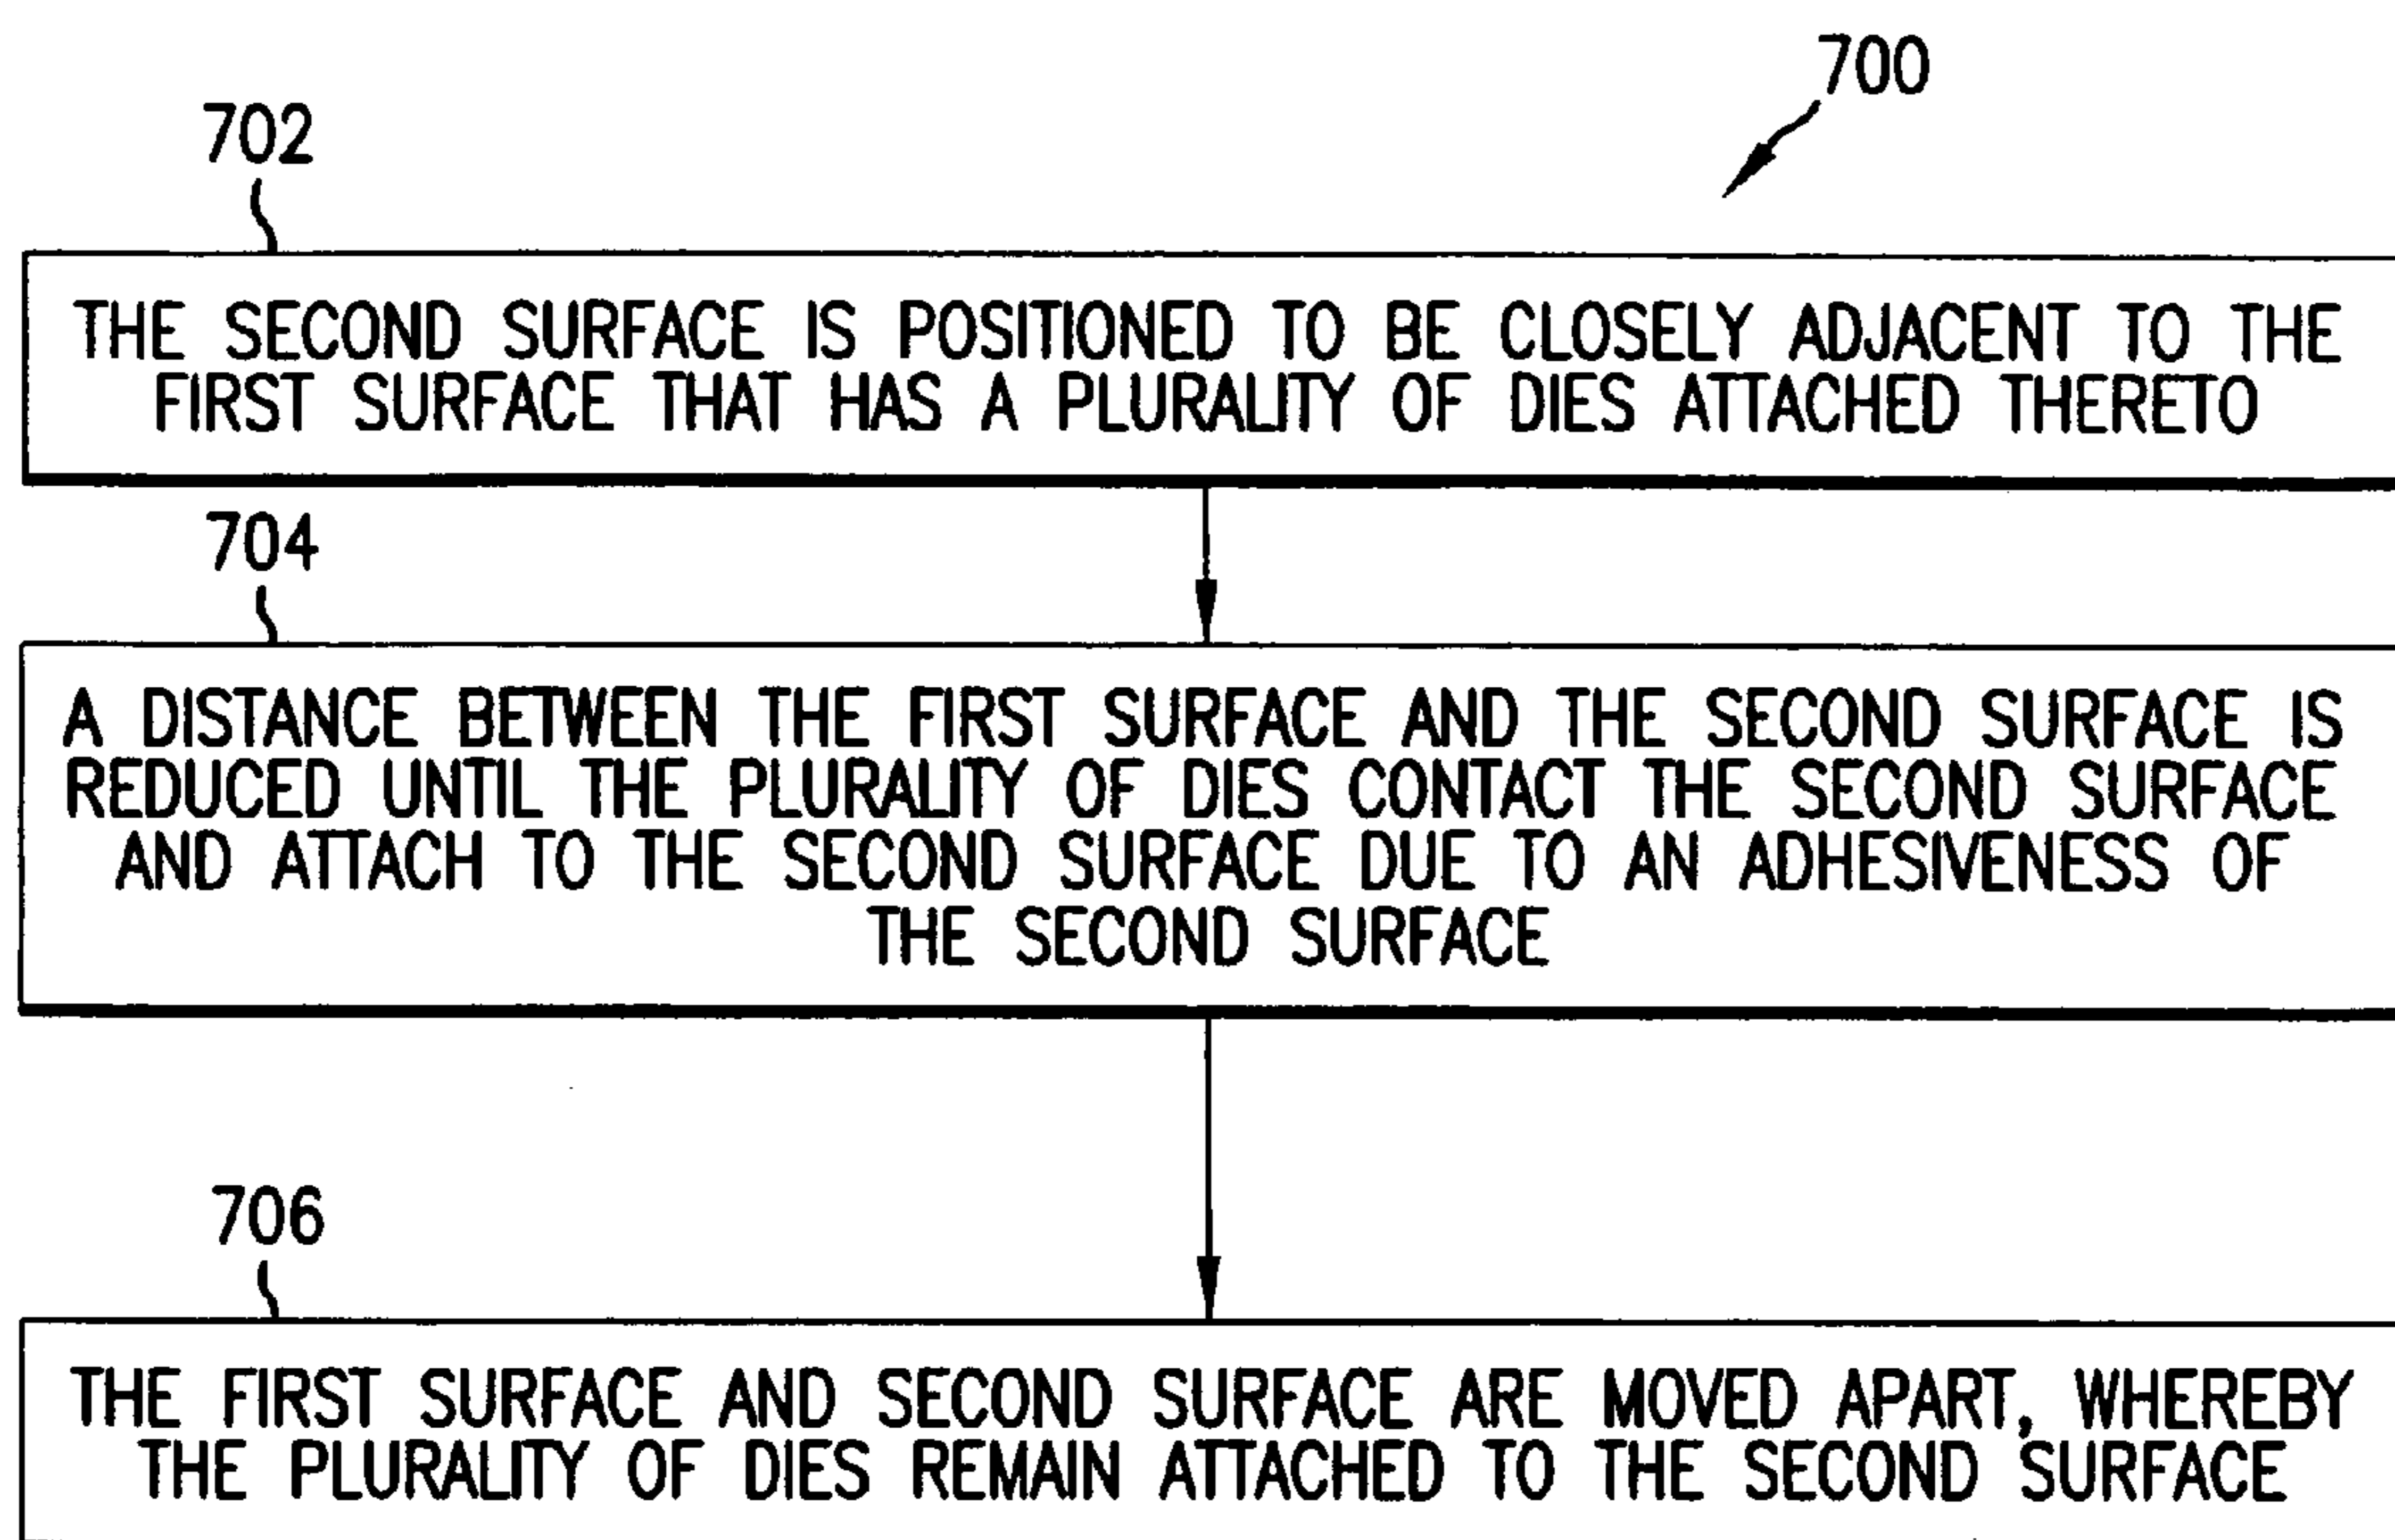 700
702
THE SECOND SURFACE IS POSITIONED TO BE CLOSELY ADJACENT TO THE
FIRST SURFACE THAT HAS A PLURALITY OF DIES ATTACHED THERETO
704
A DISTANCE BETWEEN THE FIRST SURFACE AND THE SECOND SURFACE IS
REDUCED UNTIL THE PLURALITY OF DIES CONTACT THE SECOND SURFACE
AND ATTACH TO THE SECOND SURFACE DUE TO AN ADHESIVENESS OF
THE SECOND SURFACE
706
THE FIRST SURFACE AND SECOND SURFACE ARE MOVED APART, WHEREBY
THE PLURALITY OF DIES REMAIN ATTACHED TO THE SECOND SURFACE